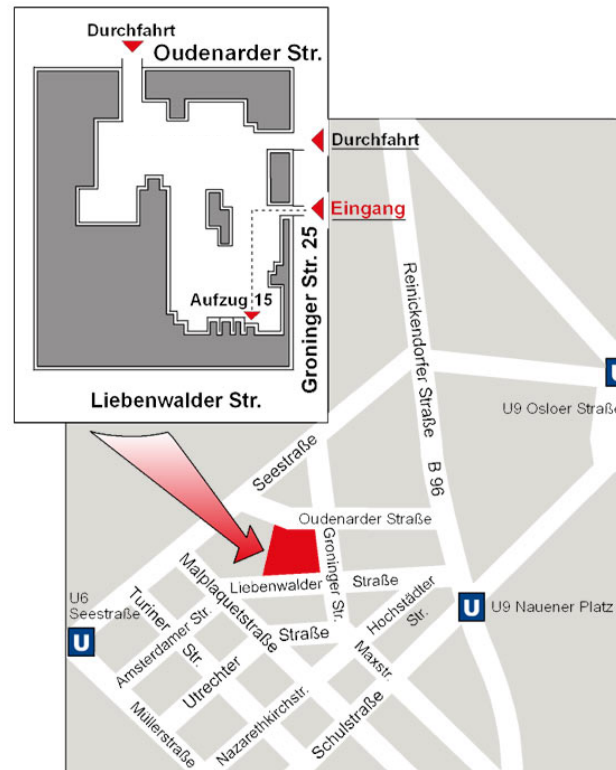 Durchfahrt
Oudenarder Str.
Durchfahrt
Eingang
Groninger Str. 25
Aufzug 15
Liebenwalder Str.
Reinickendorfer Straße
B 96
U
U9 Osloer Straße
Seestraße
Oudenarder Straße
Groninger Str.
Liebenwalder Straße
Malplaquetstraße
Hochstädter
Str.
U6
Seestraße
U
Turiner
Str.
Amsterdamer Str.
U
U9 Nauener Platz
Utrechter Straße
Maxstr.
Müllerstraße
Nazarethkirchstr.
Schulstraße